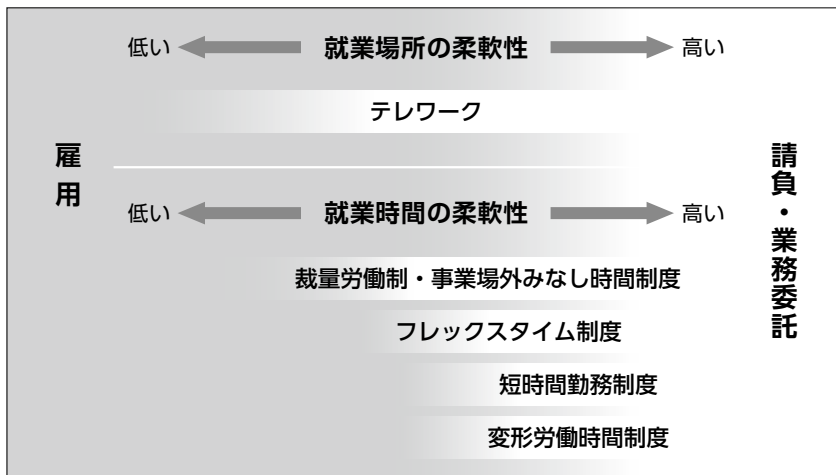 低い 就業場所の柔軟性 高い
テレワーク
雇用
請負・業務委託
低い 就業時間の柔軟性 高い
裁量労働制・事業場外みなし時間制度
フレックスタイム制度
短時間勤務制度
変形労働時間制度